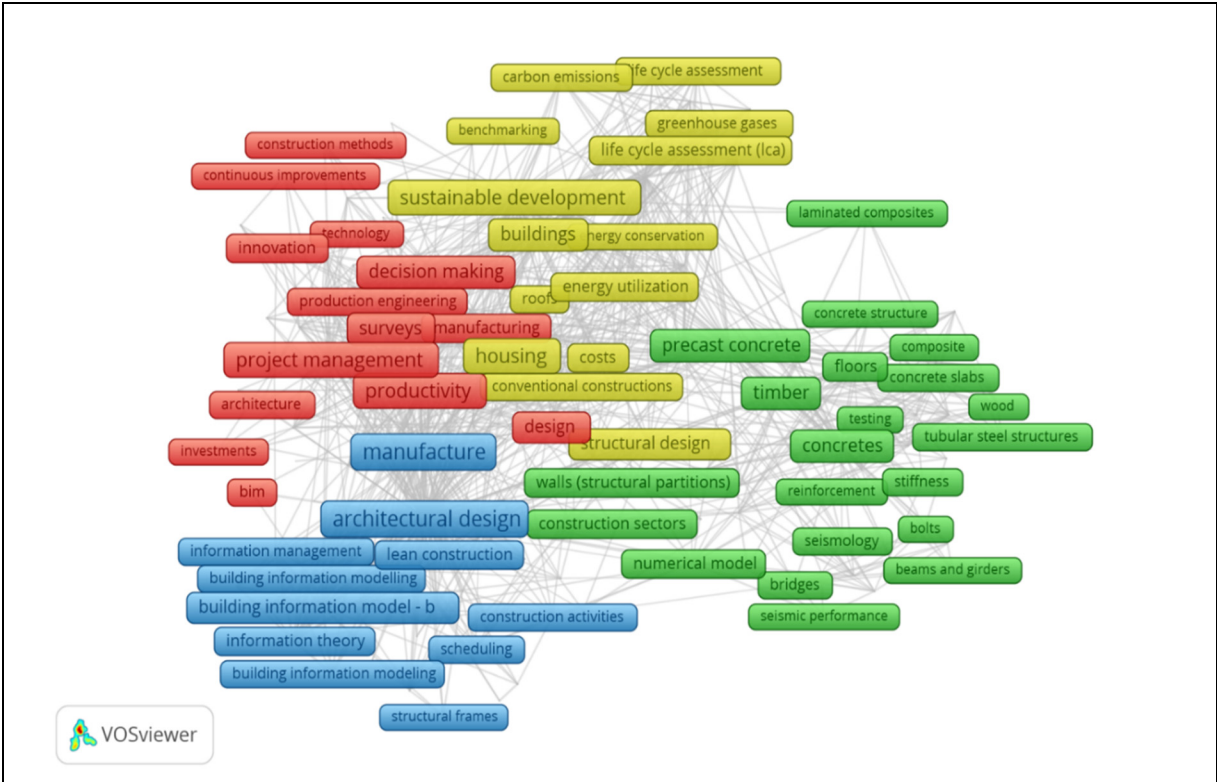 life cycle assessment
carbon emissions
greenhouse gases
benchmarking
construction methods
life cycle assessment (lca)
continuous improvements
sustainable development
laminated composites
technology
buildings
nergy conservation
innovation
decision making
energy utilization
production engineering
roofs
concrete structure
surveys
manufacturing
precast concrete
composite
housing
costs
project management
floors
concrete slabs
conventional constructions
productivity
timber
architecture
wood
testing
design
tubular steel structures
structural design
concretes
investments
manufacture
walls (structural partitions)
stiffness
bim
reinforcement
architectural design
construction sectors
bolts
seismology
information management
lean construction
numerical model
beams and girders
building information modelling
bridges
building information model - b
construction activities
seismic performance
information theory
scheduling
building information modeling
structural frames
VOSviewer